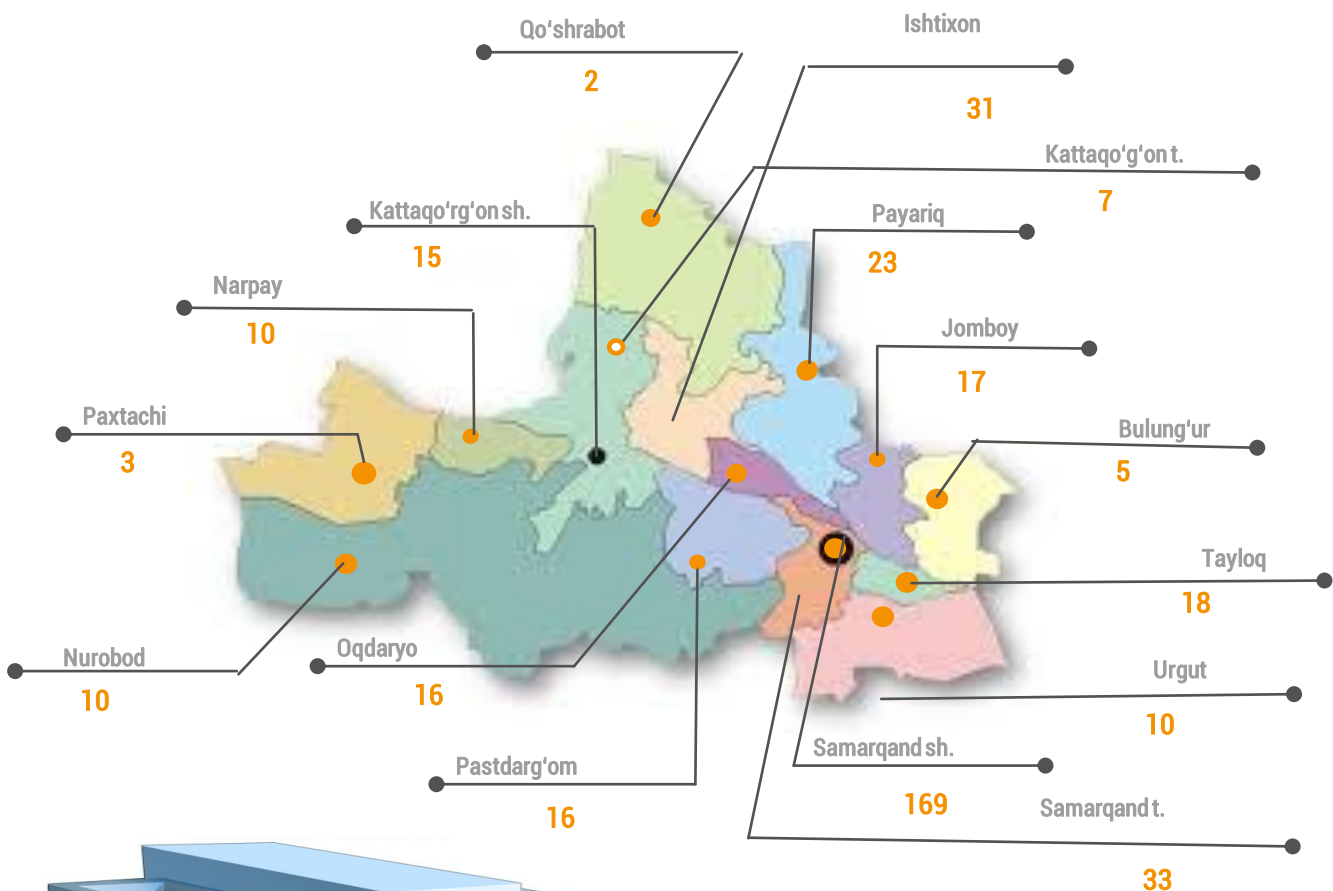 Qo‘shrabot
2
Ishtixon
31
Kattaqo‘g‘on t.
7
Kattaqo‘rg‘on sh.
15
Payariq
23
Narpay
10
Jomboy
17
Paxtachi
3
Bulung‘ur
5
Tayloq
18
Nurobod
10
Oqdaryo
16
Urgut
10
Pastdarg‘om
16
Samarqand sh.
169
Samarqand t.
33